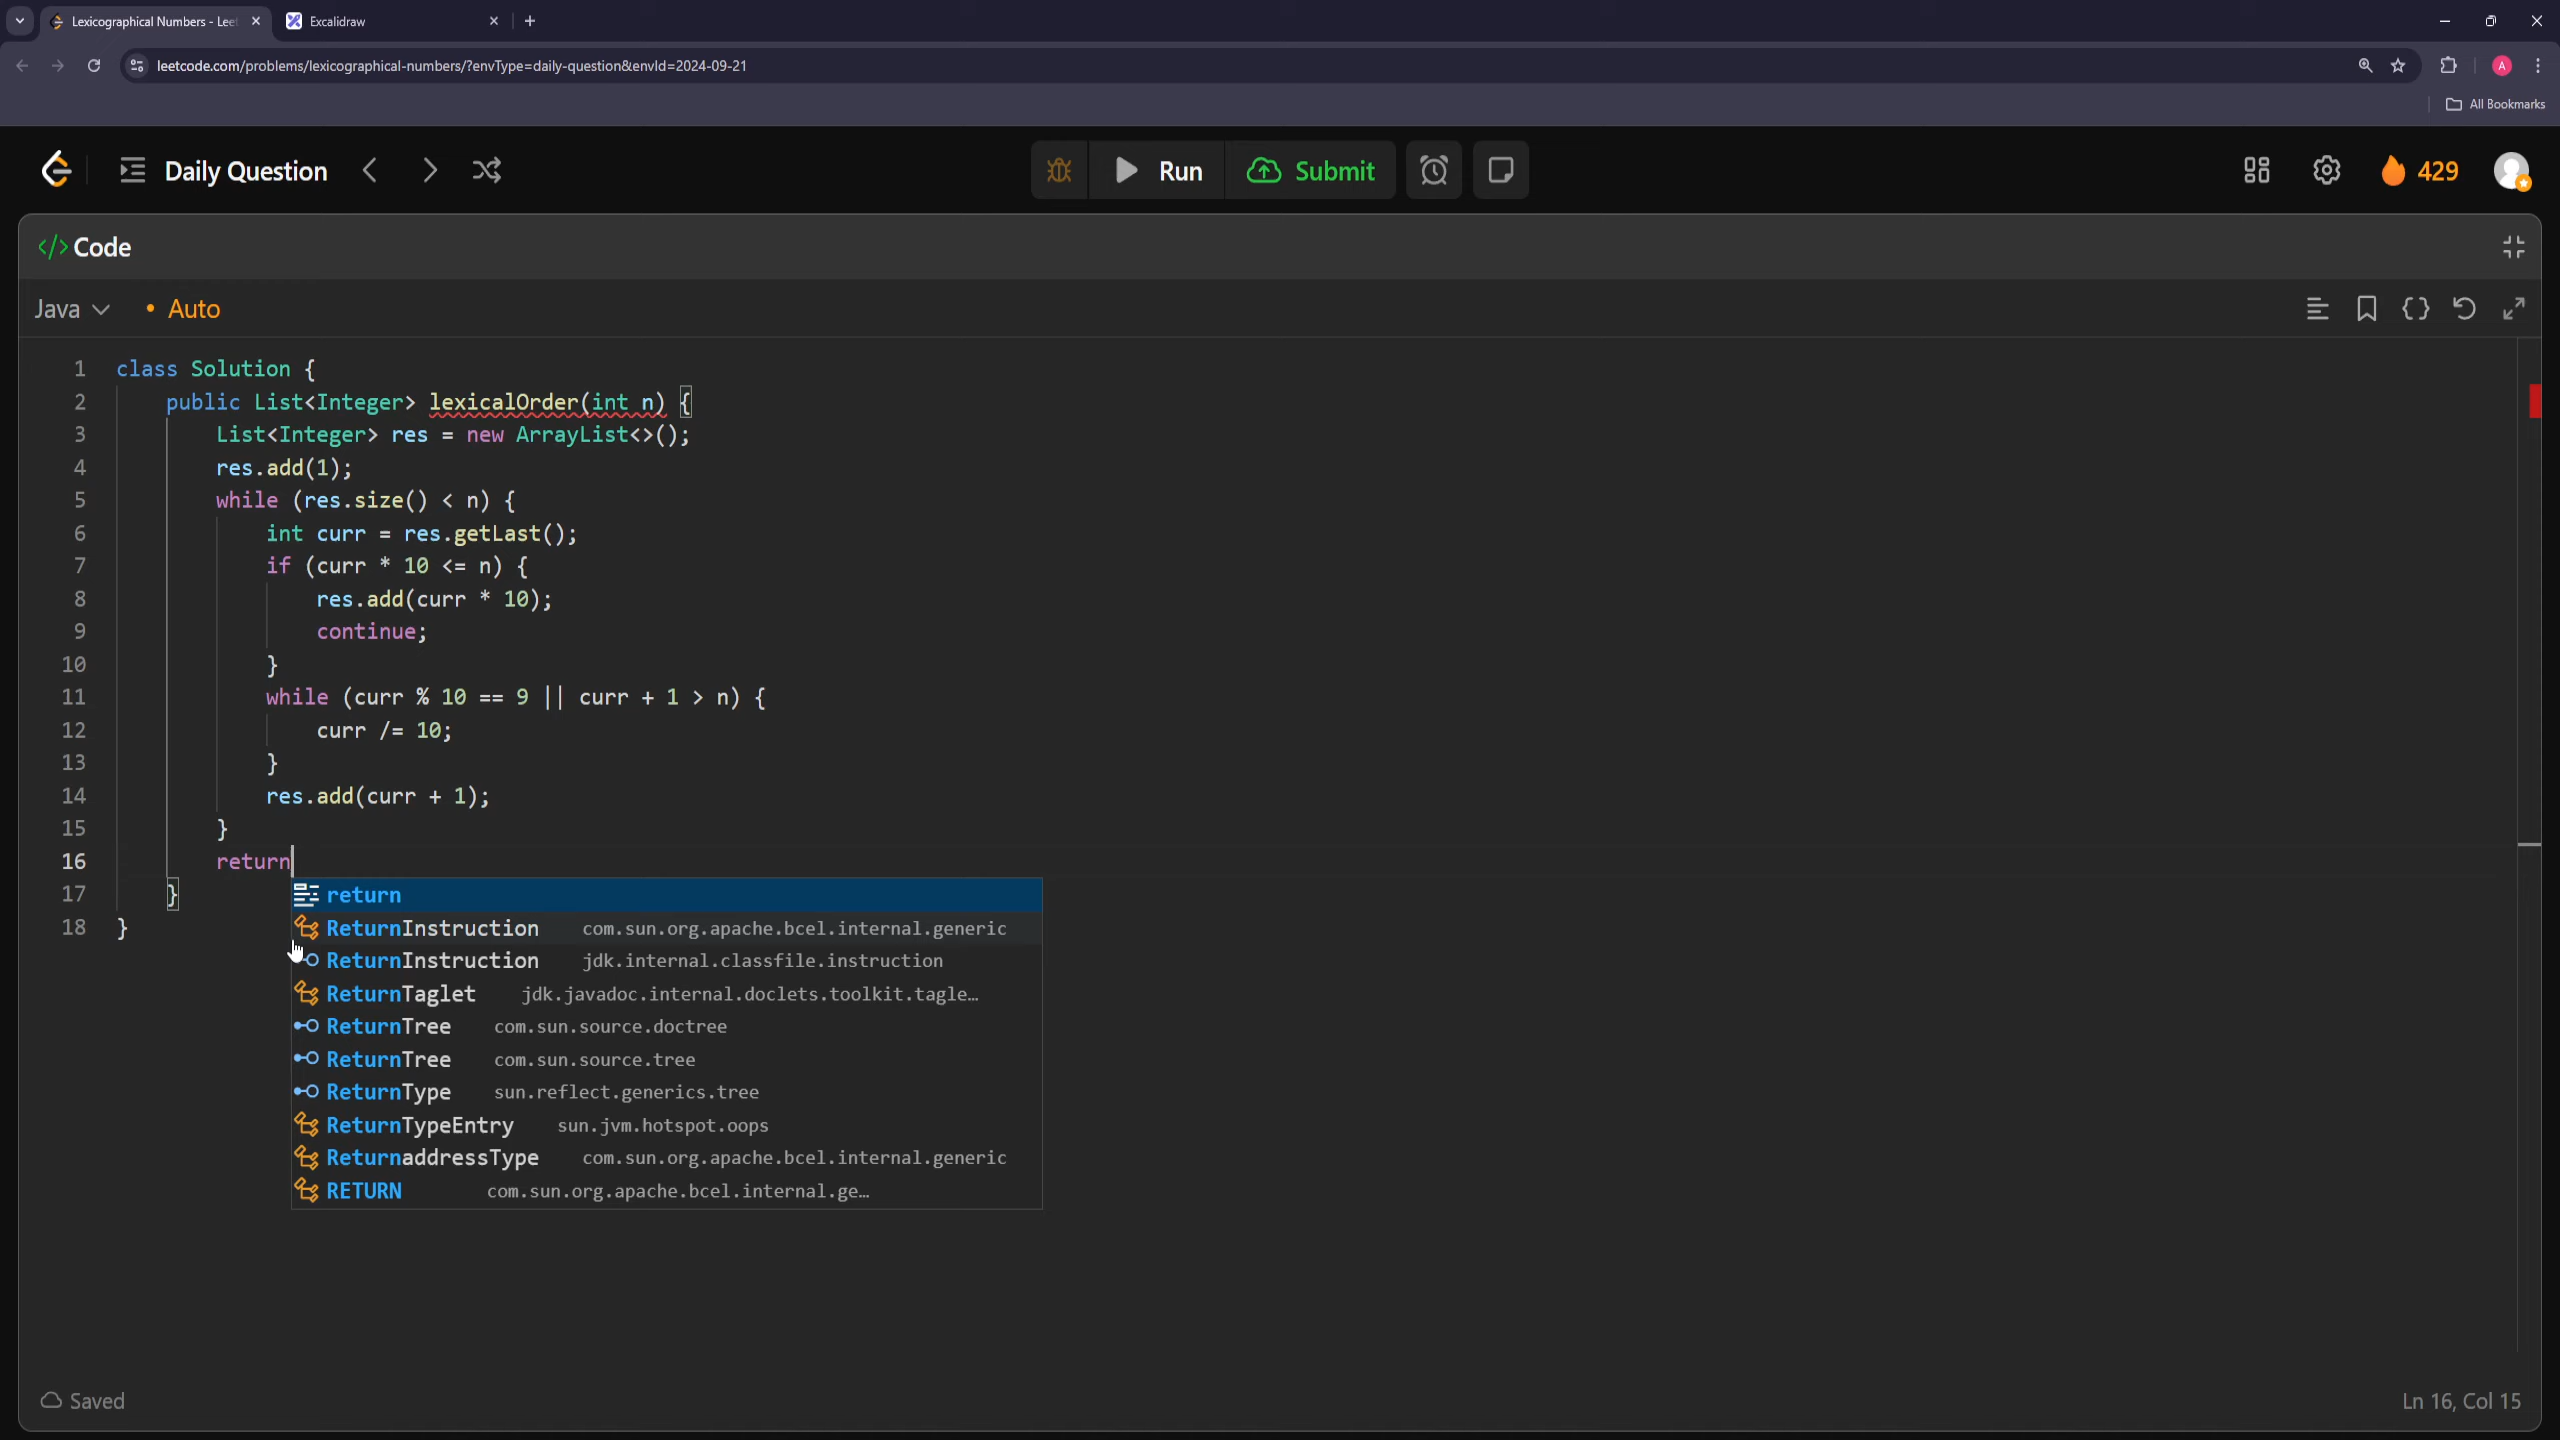 Lexicographical Numbers - Leet
Excalidraw
leetcode.com/problems/lexicographical-numbers/?envType=daily-question&envId=2024-09-21
A
All Bookmarks
Daily Question
Run
Submit
429
</> Code
Java
• Auto
1 class Solution {
2 public List<Integer> lexicalOrder(int n) {
3 List<Integer> res = new ArrayList<>();
4 res.add(1);
5 while (res.size() < n) {
6 int curr = res.getLast();
7 if (curr * 10 <= n) {
8 res.add(curr * 10);
9 continue;
10 }
11 while (curr % 10 == 9 || curr + 1 > n) {
12 curr /= 10;
13 }
14 res.add(curr + 1);
15 }
16 return
17 }
18 }
return
ReturnInstruction com.sun.org.apache.bcel.internal.generic
ReturnInstruction jdk.internal.classfile.instruction
ReturnTaglet jdk.javadoc.internal.doclets.toolkit.tagle…
ReturnTree com.sun.source.doctree
ReturnTree com.sun.source.tree
ReturnType sun.reflect.generics.tree
ReturnTypeEntry sun.jvm.hotspot.oops
ReturnaddressType com.sun.org.apache.bcel.internal.generic
RETURN com.sun.org.apache.bcel.internal.ge…
Saved
Ln 16, Col 15